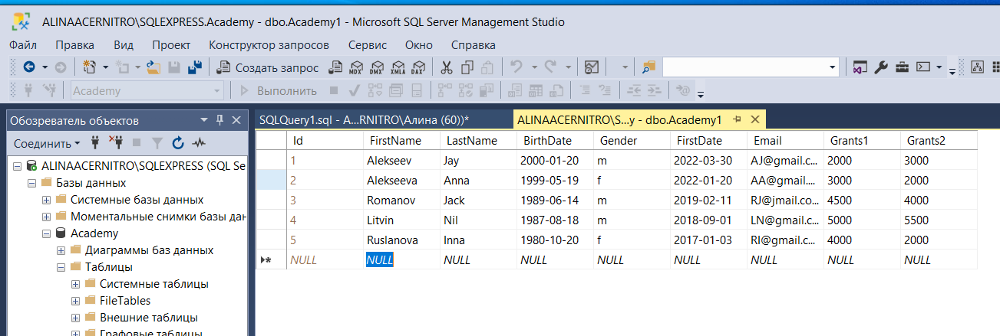 ALINAACERNITRO\SQLEXPRESS.Academy - dbo.Academy1 - Microsoft SQL Server Management Studio
Файл Правка Вид Проект Конструктор запросов Сервис Окно Справка
Создать запрос MDX DMX XMLA DAX
Academy Выполнить
Обозреватель объектов
Соединить
ALINAACERNITRO\SQLEXPRESS (SQL Se
Базы данных
Системные базы данных
Моментальные снимки базы дан
Academy
Диаграммы баз данных
Таблицы
Системные таблицы
FileTables
Внешние таблицы
Графовые таблицы
SQLQuery1.sql - A...RNITRO\Алина (60))* ALINAACERNITRO\S...y - dbo.Academy1
Id FirstName LastName BirthDate Gender FirstDate Email Grants1 Grants2
1 Alekseev Jay 2000-01-20 m 2022-03-30 AJ@gmail.c... 2000 3000
2 Alekseeva Anna 1999-05-19 f 2022-01-20 AA@gmail.... 3000 2000
3 Romanov Jack 1989-06-14 m 2019-02-11 RJ@jmail.co... 4500 4000
4 Litvin Nil 1987-08-18 m 2018-09-01 LN@gmail.c... 5000 5500
5 Ruslanova Inna 1980-10-20 f 2017-01-03 RI@gmail.c... 4000 2000
NULL NULL NULL NULL NULL NULL NULL NULL NULL